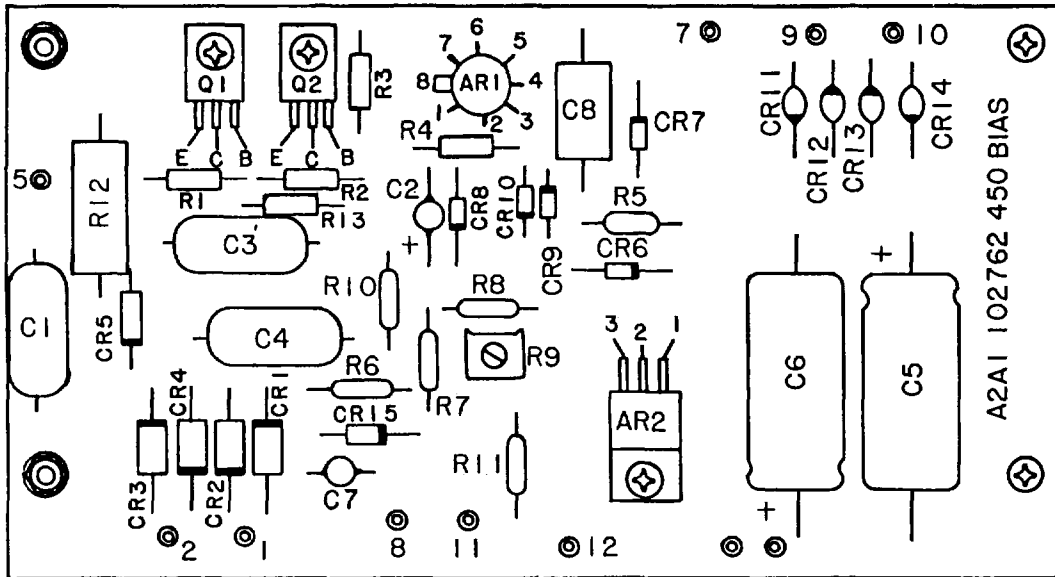 7 9 10
6
7 5
8 AR1 4
1 2 3
Q1 Q2 R3
E C B E C B
R4
C8
CR7
CR11
CR12
CR13
CR14
5
R12
R1 R2
R13
C3
C2
+
CR8
CR10
CR9
R5
CR6
C1
CR5
C4
R10
R8
R9
R7
R6
CR15
C7
R11
3 2 1
AR2
C6
+
C5
+
A2A1 102762 450 BIAS
CR4
CR1
CR3
CR2
2 1 8 11 12